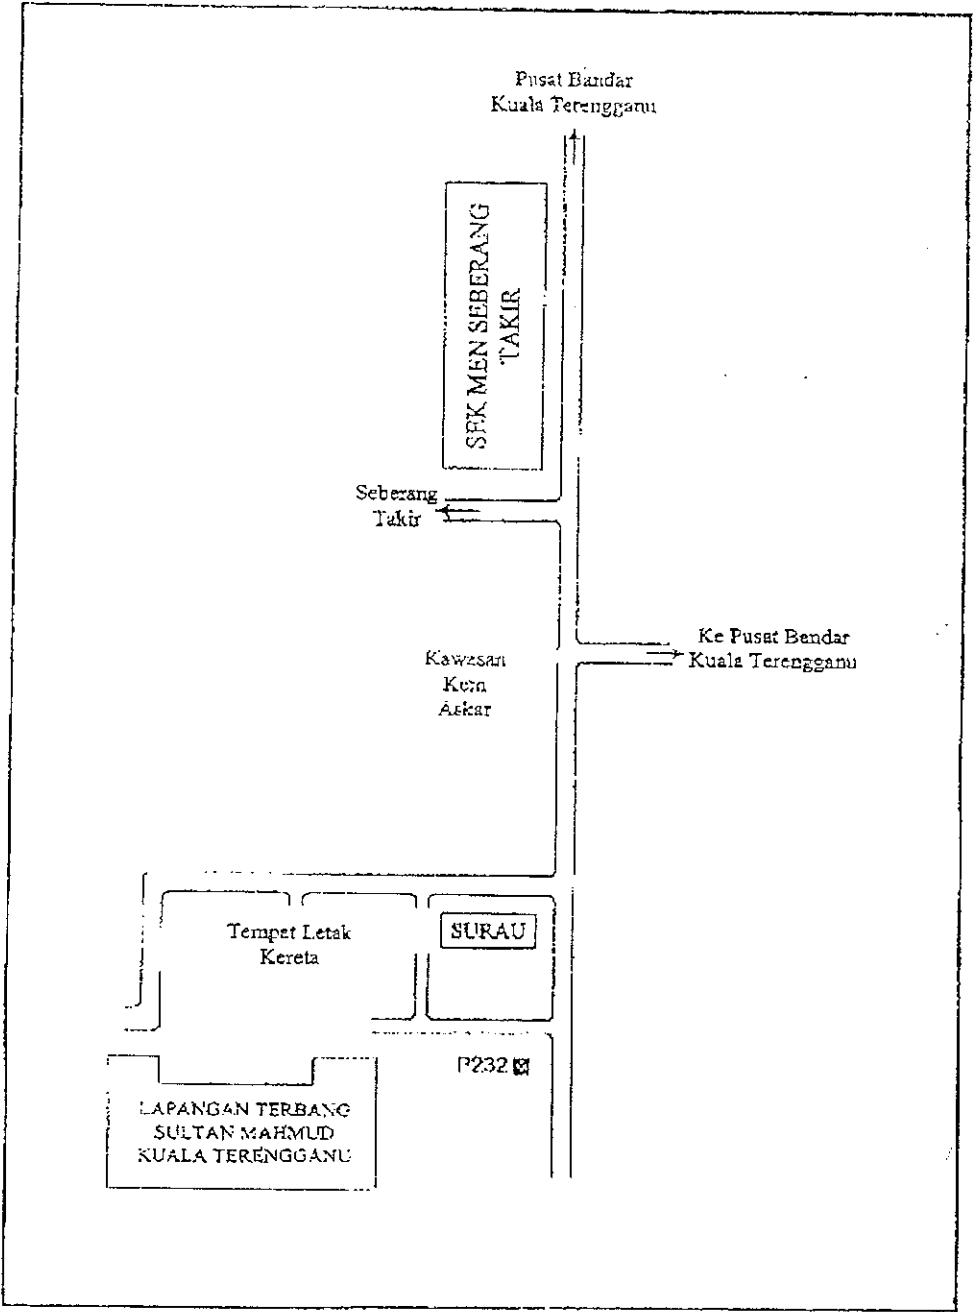 Pusat Bandar
Kuala Terengganu
SEK MEN SEBERANG
TAKIR
Seberang
Takir
Ke Pusat Bandar
Kuala Terengganu
Kawasan
Kem
Askar
Tempat Letak
Kereta
SURAU
P232
LAPANGAN TERBANG
SULTAN MAHMUD
KUALA TERENGGANU